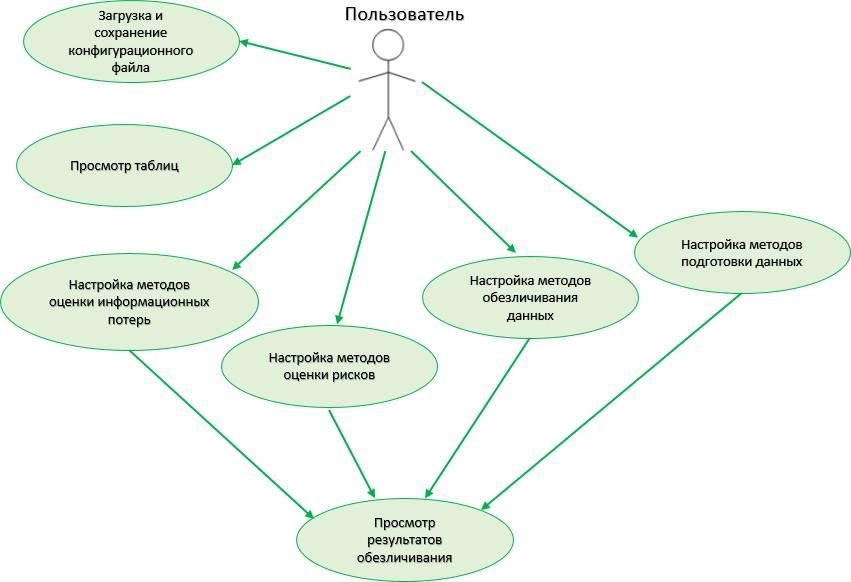 Пользователь
Загрузка и
сохранение
конфигурационного
файла
Просмотр таблиц
Настройка методов
подготовки данных
Настройка методов
оценки информационных
потерь
Настройка методов
обезличивания
данных
Настройка методов
оценки рисков
Просмотр
результатов
обезличивания